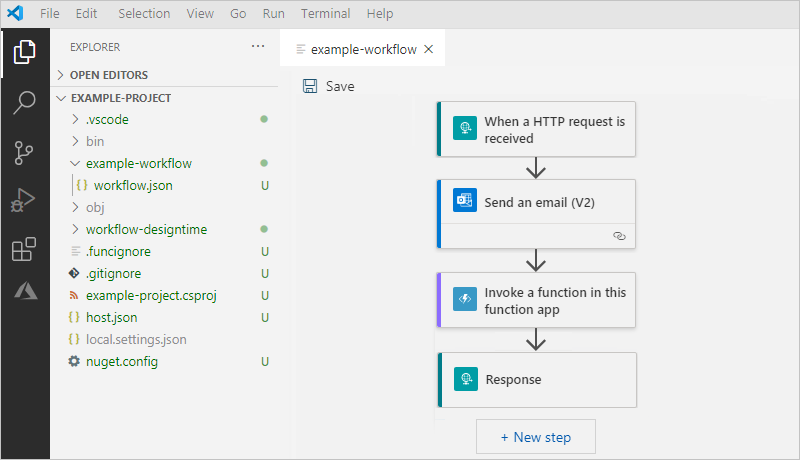 File Edit Selection View Go Run Terminal Help
EXPLORER
OPEN EDITORS
EXAMPLE-PROJECT
.vscode
bin
example-workflow
{} workflow.json U
obj
workflow-designtime
.funcignore U
.gitignore U
example-project.csproj U
{} host.json U
{} local.settings.json
nuget.config U
example-workflow
Save
When a HTTP request is
received
Send an email (V2)
Invoke a function in this
function app
Response
+ New step